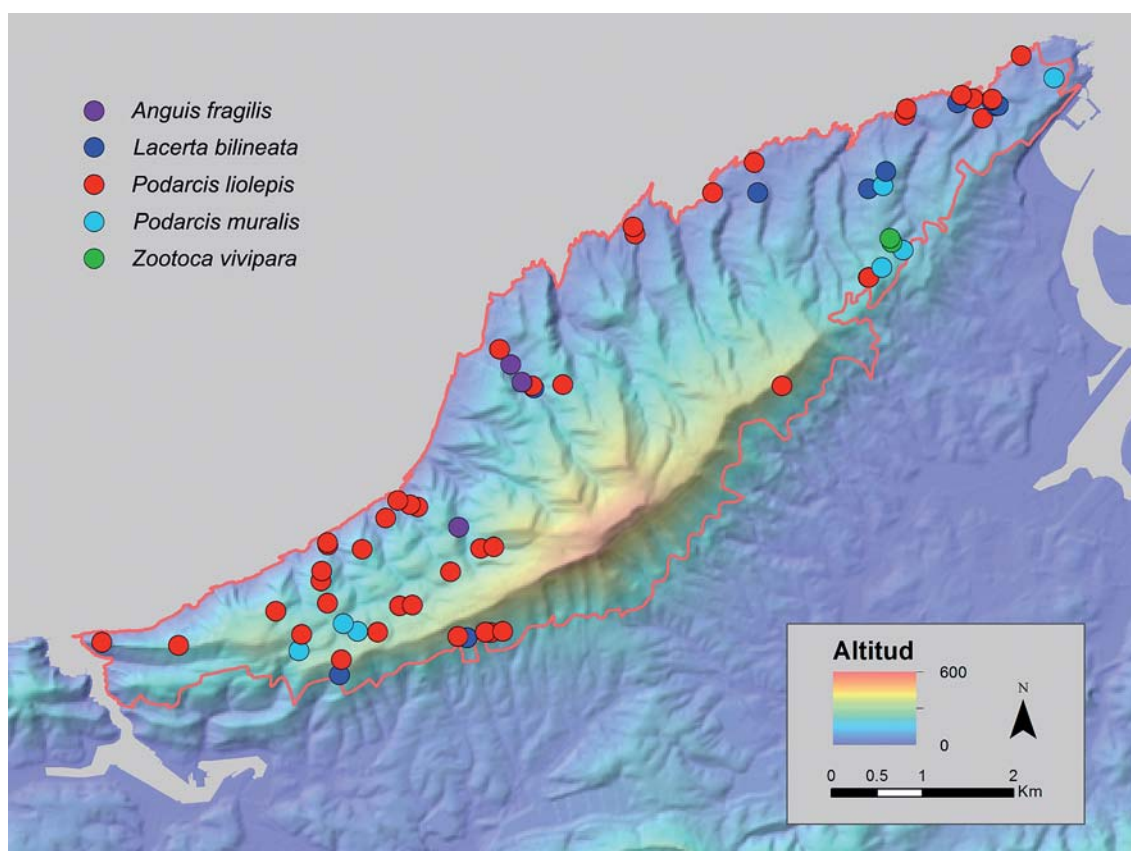 Anguis fragilis
Lacerta bilineata
Podarcis liolepis
Podarcis muralis
Zootoca vivipara
Altitud
600
0
N
0 0.5 1 2
Km